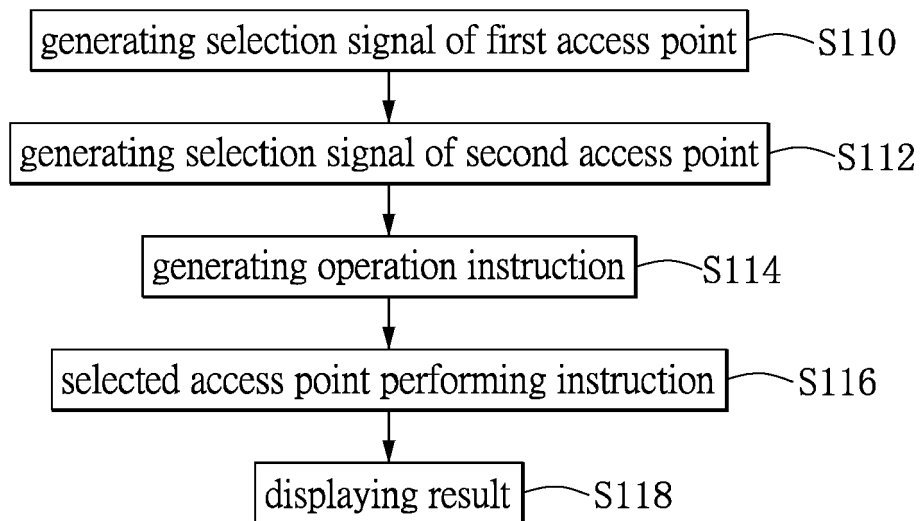 generating selection signal of first access point S110
generating selection signal of second access point S112
generating operation instruction S114
selected access point performing instruction S116
displaying result S118